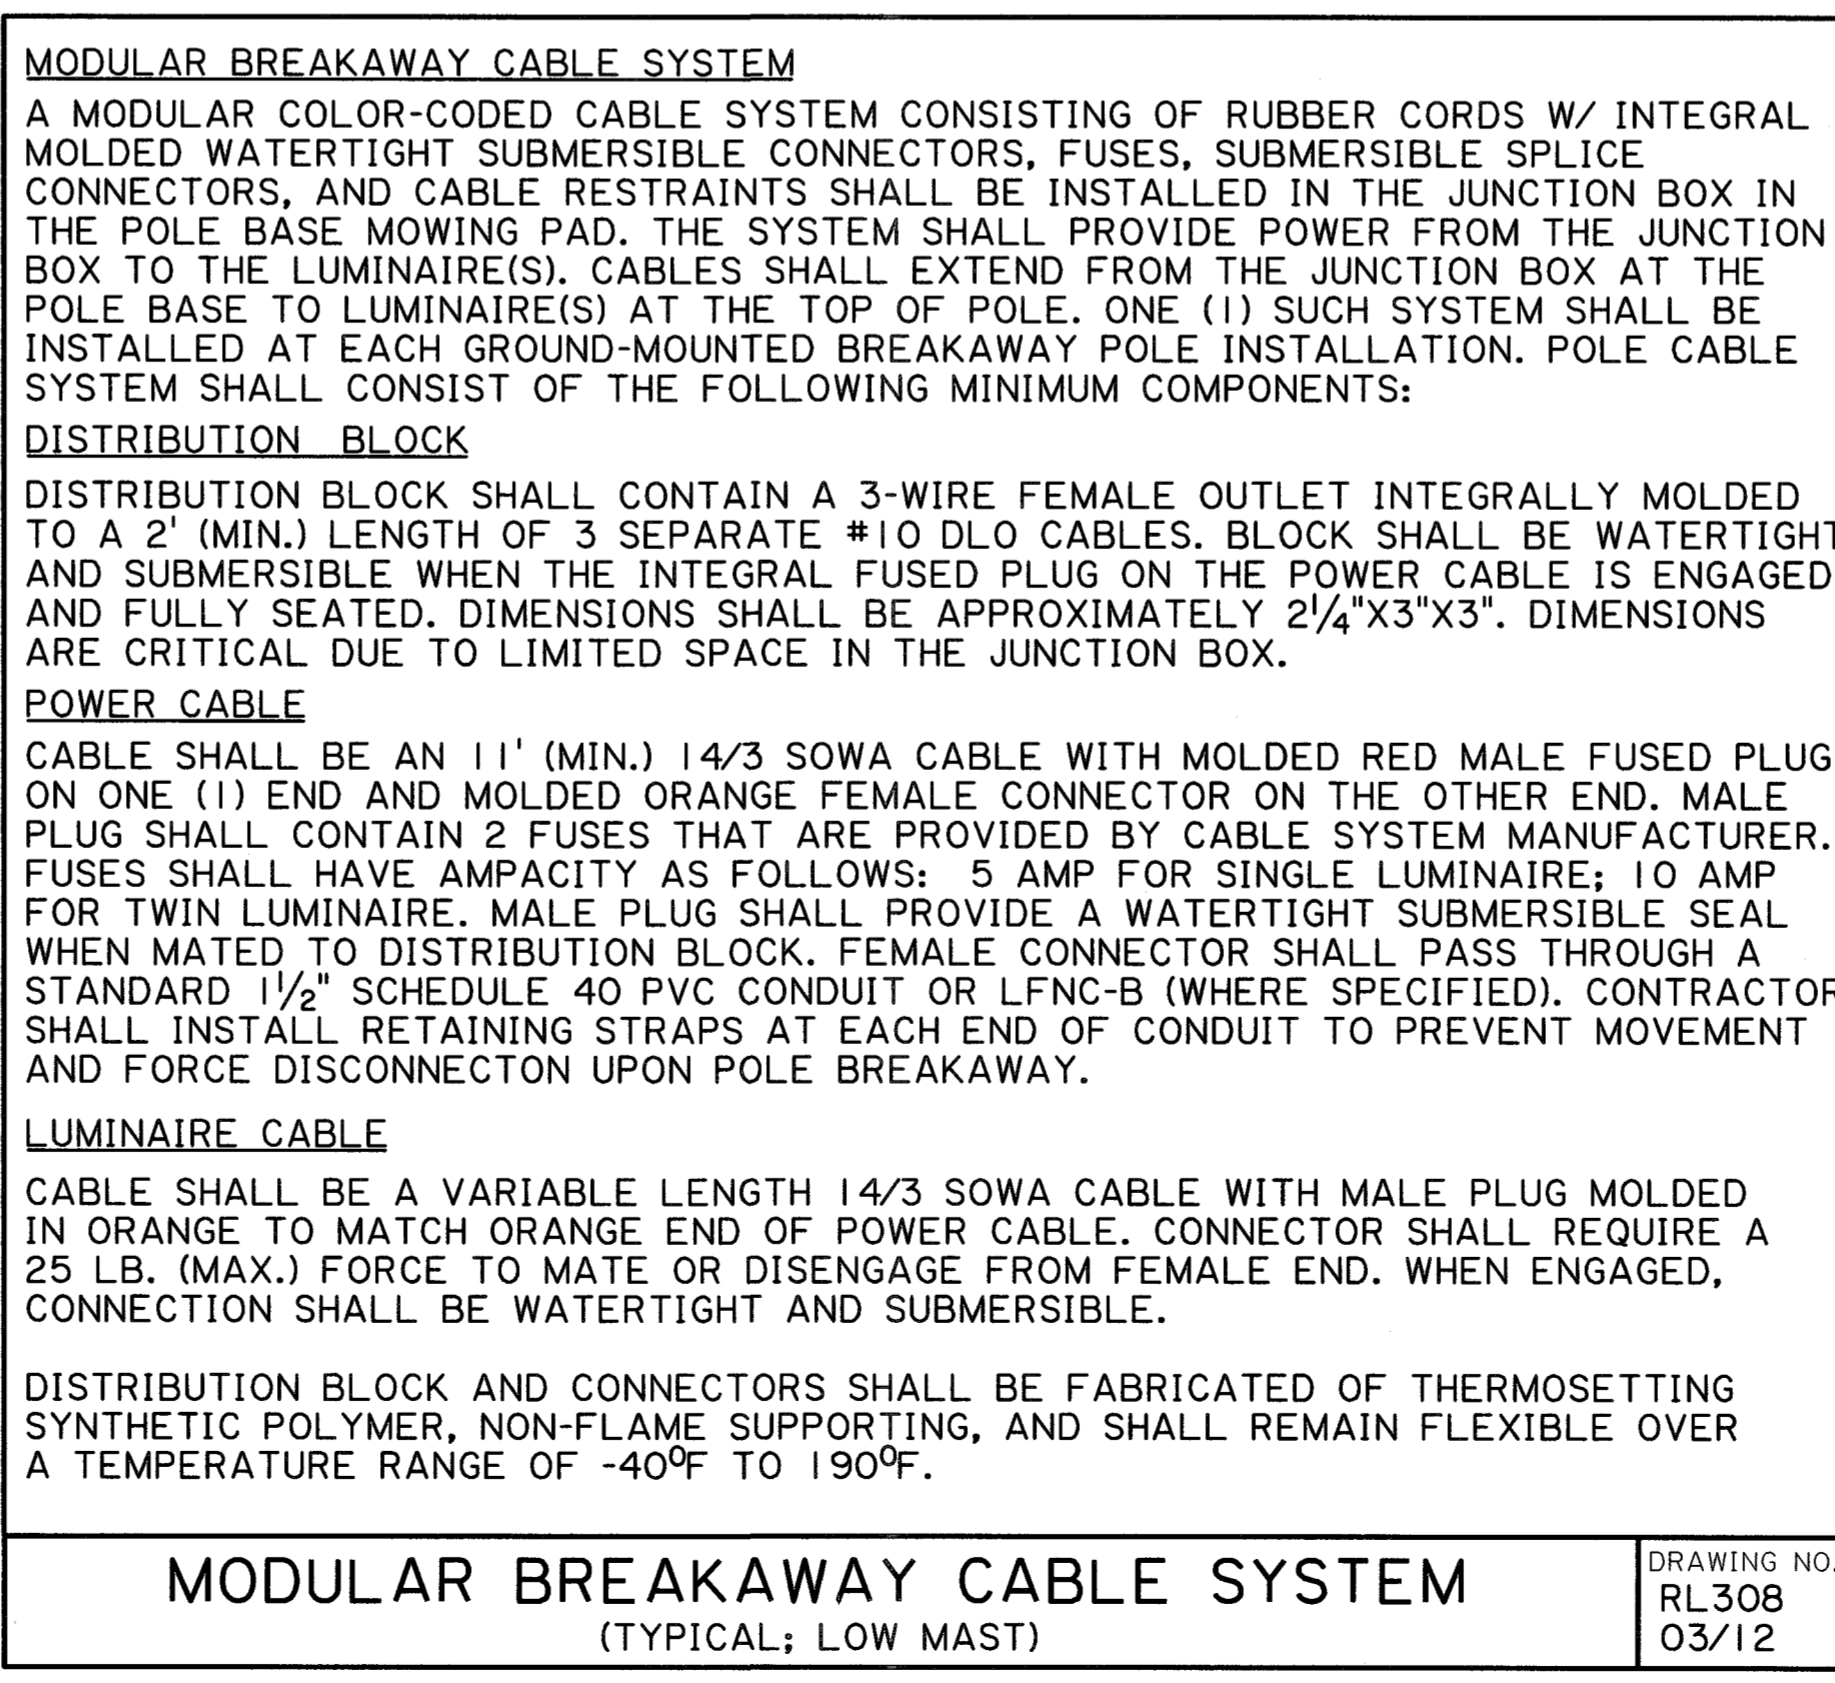 MODULAR BREAKAWAY CABLE SYSTEM
A MODULAR COLOR-CODED CABLE SYSTEM CONSISTING OF RUBBER CORDS W/ INTEGRAL
MOLDED WATERTIGHT SUBMERSIBLE CONNECTORS, FUSES, SUBMERSIBLE SPLICE
CONNECTORS, AND CABLE RESTRAINTS SHALL BE INSTALLED IN THE JUNCTION BOX IN
THE POLE BASE MOWING PAD. THE SYSTEM SHALL PROVIDE POWER FROM THE JUNCTION
BOX TO THE LUMINAIRE(S). CABLES SHALL EXTEND FROM THE JUNCTION BOX AT THE
POLE BASE TO LUMINAIRE(S) AT THE TOP OF POLE. ONE (1) SUCH SYSTEM SHALL BE
INSTALLED AT EACH GROUND-MOUNTED BREAKAWAY POLE INSTALLATION. POLE CABLE
SYSTEM SHALL CONSIST OF THE FOLLOWING MINIMUM COMPONENTS:
DISTRIBUTION BLOCK
DISTRIBUTION BLOCK SHALL CONTAIN A 3-WIRE FEMALE OUTLET INTEGRALLY MOLDED
TO A 2' (MIN.) LENGTH OF 3 SEPARATE #10 DLO CABLES. BLOCK SHALL BE WATERTIGHT
AND SUBMERSIBLE WHEN THE INTEGRAL FUSED PLUG ON THE POWER CABLE IS ENGAGED
AND FULLY SEATED. DIMENSIONS SHALL BE APPROXIMATELY 2¼"X3"X3". DIMENSIONS
ARE CRITICAL DUE TO LIMITED SPACE IN THE JUNCTION BOX.
POWER CABLE
CABLE SHALL BE AN 11' (MIN.) 14/3 SOWA CABLE WITH MOLDED RED MALE FUSED PLUG
ON ONE (1) END AND MOLDED ORANGE FEMALE CONNECTOR ON THE OTHER END. MALE
PLUG SHALL CONTAIN 2 FUSES THAT ARE PROVIDED BY CABLE SYSTEM MANUFACTURER.
FUSES SHALL HAVE AMPACITY AS FOLLOWS: 5 AMP FOR SINGLE LUMINAIRE; 10 AMP
FOR TWIN LUMINAIRE. MALE PLUG SHALL PROVIDE A WATERTIGHT SUBMERSIBLE SEAL
WHEN MATED TO DISTRIBUTION BLOCK. FEMALE CONNECTOR SHALL PASS THROUGH A
STANDARD 1½" SCHEDULE 40 PVC CONDUIT OR LFNC-B (WHERE SPECIFIED). CONTRACTOR
SHALL INSTALL RETAINING STRAPS AT EACH END OF CONDUIT TO PREVENT MOVEMENT
AND FORCE DISCONNECTON UPON POLE BREAKAWAY.
LUMINAIRE CABLE
CABLE SHALL BE A VARIABLE LENGTH 14/3 SOWA CABLE WITH MALE PLUG MOLDED
IN ORANGE TO MATCH ORANGE END OF POWER CABLE. CONNECTOR SHALL REQUIRE A
25 LB. (MAX.) FORCE TO MATE OR DISENGAGE FROM FEMALE END. WHEN ENGAGED,
CONNECTION SHALL BE WATERTIGHT AND SUBMERSIBLE.
DISTRIBUTION BLOCK AND CONNECTORS SHALL BE FABRICATED OF THERMOSETTING
SYNTHETIC POLYMER, NON-FLAME SUPPORTING, AND SHALL REMAIN FLEXIBLE OVER
A TEMPERATURE RANGE OF -40ºF TO 190ºF.
MODULAR BREAKAWAY CABLE SYSTEM
(TYPICAL; LOW MAST)
DRAWING NO.
RL308
03/12